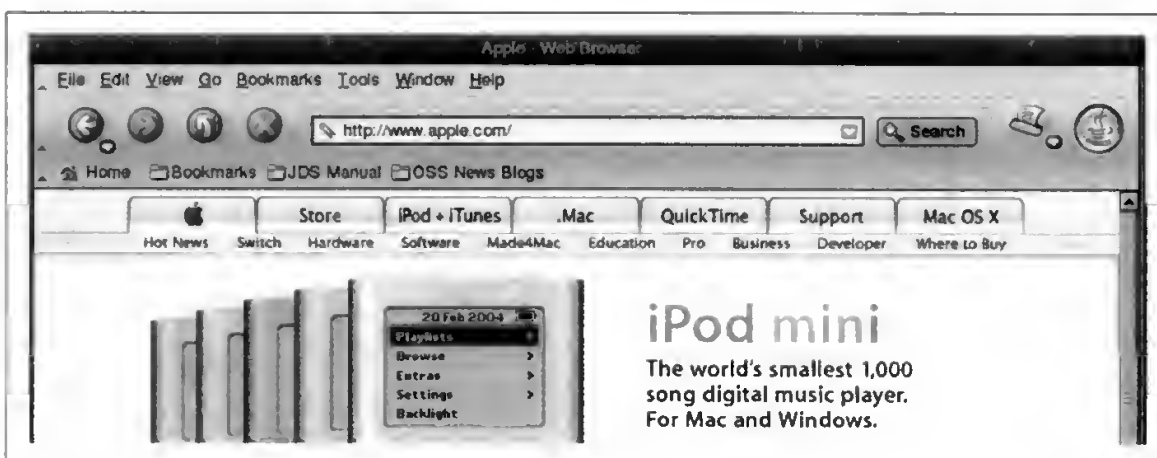 Apple - Web Browser
File Edit View Go Bookmarks Tools Window Help
http://www.apple.com/ Search
Home Bookmarks JDS Manual OSS News Blogs
Store iPod + iTunes .Mac QuickTime Support Mac OS X
Hot News Switch Hardware Software Made4Mac Education Pro Business Developer Where to Buy
20 Feb 2004
Playlists
Browse >
Extras >
Settings >
Backlight
iPod mini
The world's smallest 1,000
song digital music player.
For Mac and Windows.